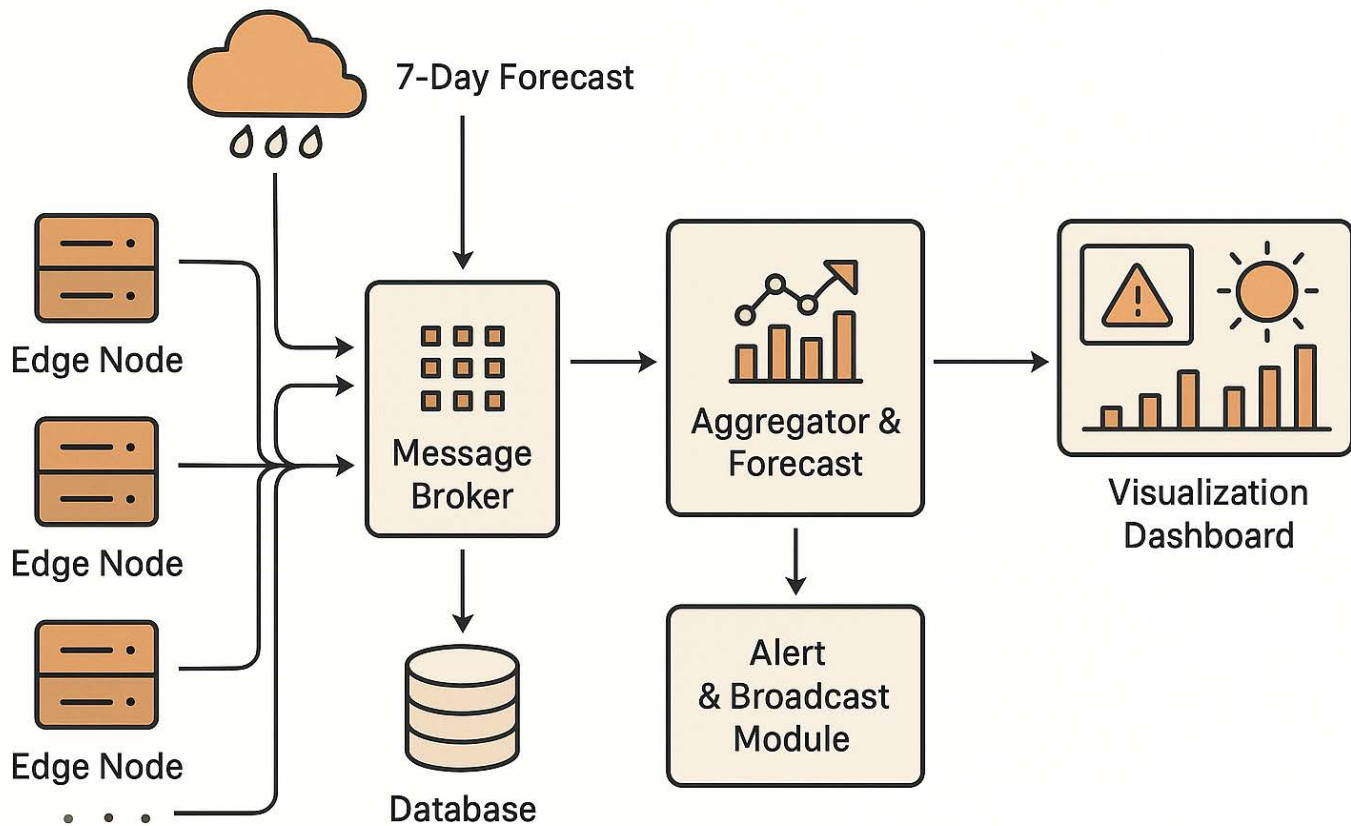 7-Day Forecast
Edge Node
Edge Node
Edge Node
. . .
Message
Broker
Database
Aggregator &
Forecast
Alert
& Broadcast
Module
Visualization
Dashboard